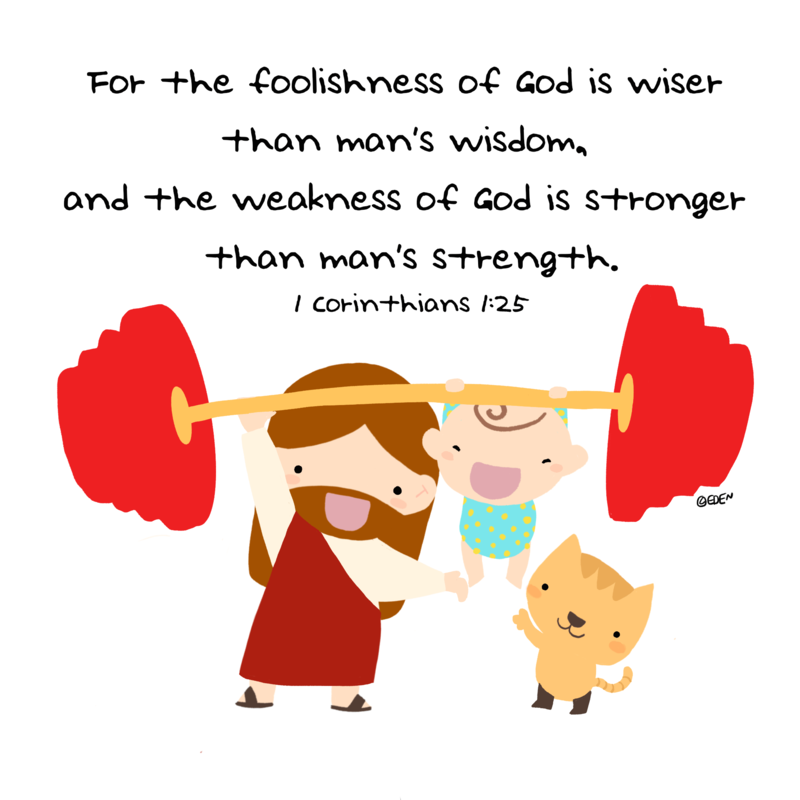 For the foolishness of God is wiser
than man's wisdom,
and the weakness of God is stronger
than man's strength.
1 Corinthians 1:25
©EDEN